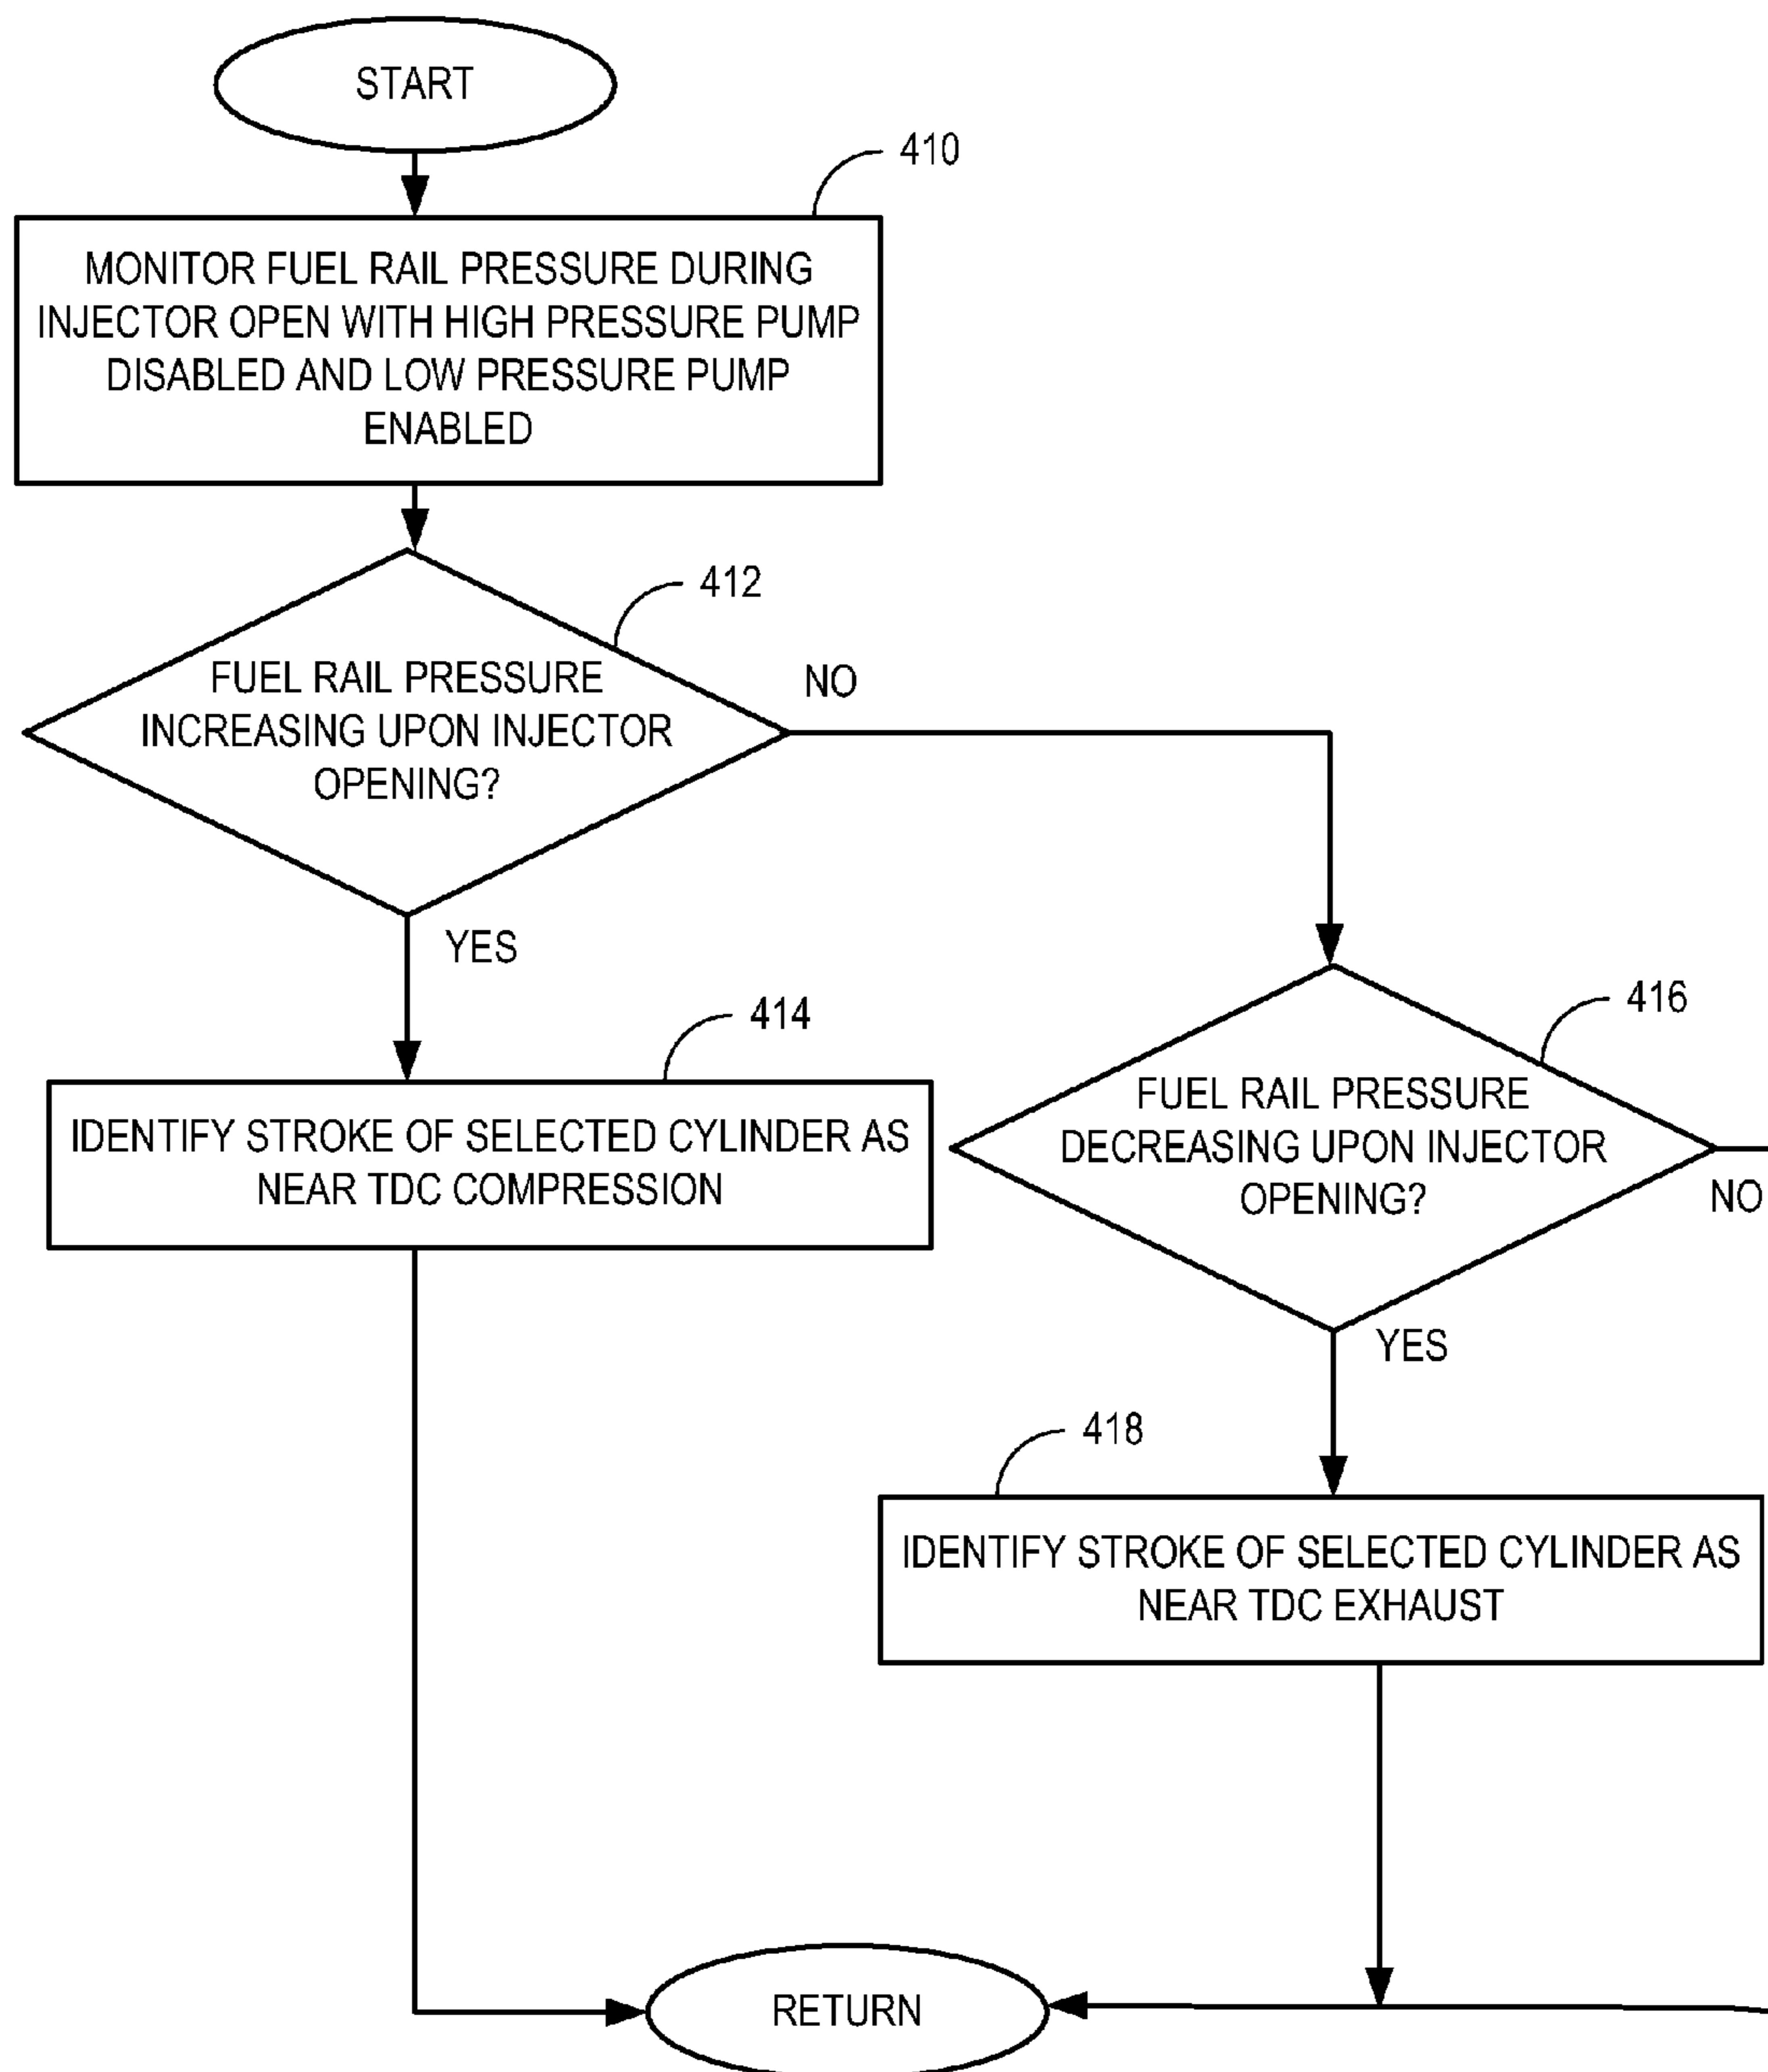 START
410
MONITOR FUEL RAIL PRESSURE DURING
INJECTOR OPEN WITH HIGH PRESSURE PUMP
DISABLED AND LOW PRESSURE PUMP
ENABLED
412
FUEL RAIL PRESSURE
INCREASING UPON INJECTOR
OPENING?
NO
YES
414
IDENTIFY STROKE OF SELECTED CYLINDER AS
NEAR TDC COMPRESSION
416
FUEL RAIL PRESSURE
DECREASING UPON INJECTOR
OPENING?
NO
YES
418
IDENTIFY STROKE OF SELECTED CYLINDER AS
NEAR TDC EXHAUST
RETURN